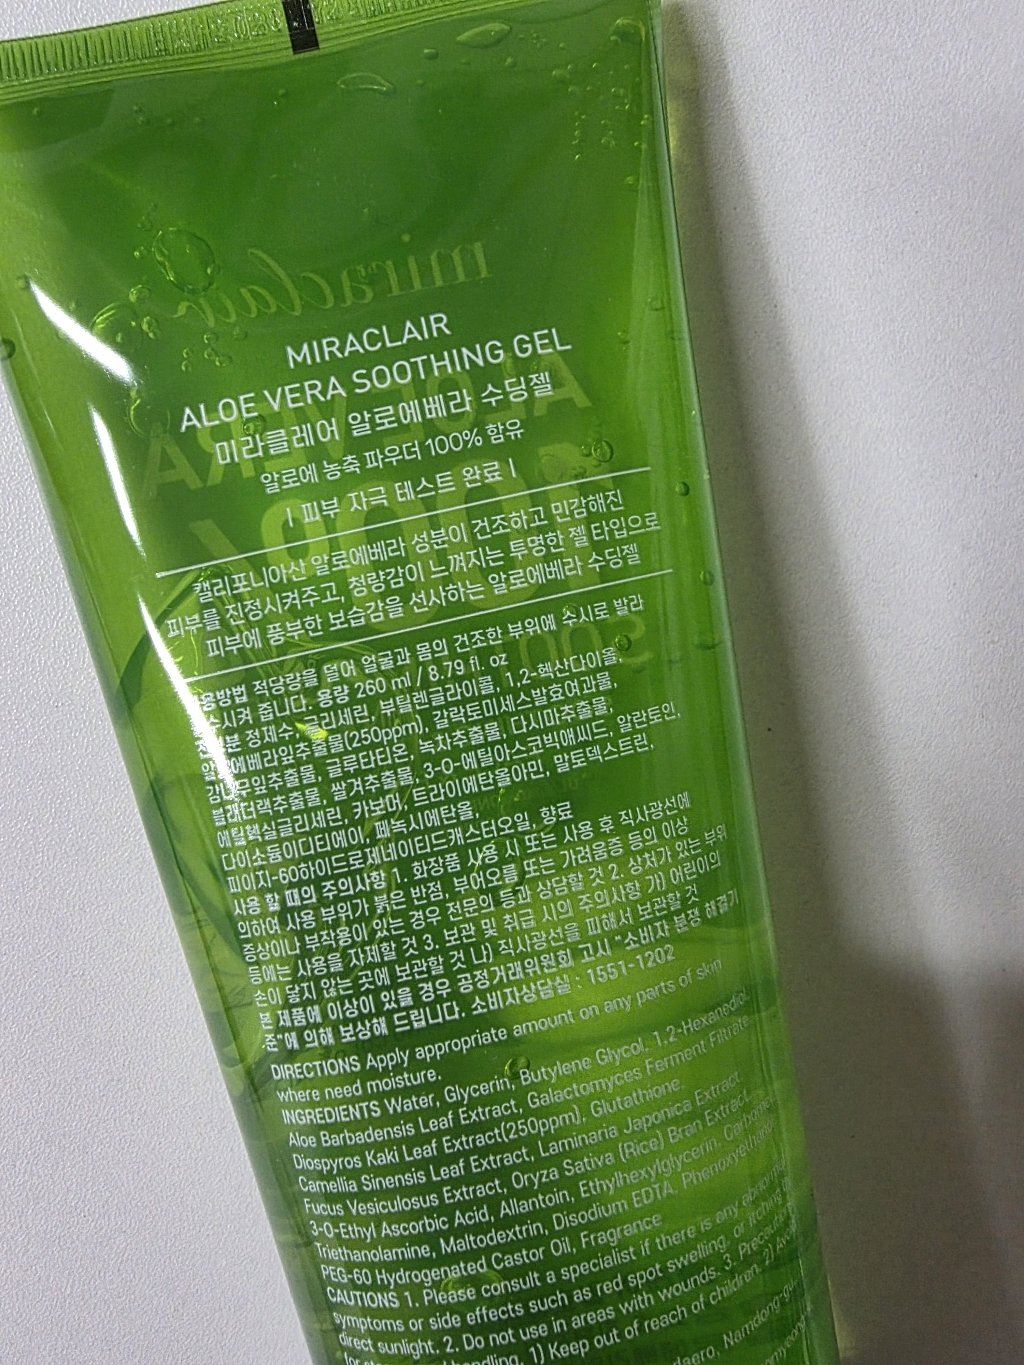 miraclair
MIRACLAIR
ALOE VERA SOOTHING GEL
미라클레어 알로에베라 수딩젤
알로에 농축 파우더 100% 함유
| 피부 자극 테스트 완료 |
캘리포니아산 알로에베라 성분이 건조하고 민감해진
피부를 진정시켜주고, 청량감이 느껴지는 투명한 젤 타입으로
피부에 풍부한 보습감을 선사하는 알로에베라 수딩젤
용방법 적당량을 덜어 얼굴과 몸의 건조한 부위에 수시로 발라
수시켜 줍니다. 용량 260 ml / 8.79 fl. oz
정제수, 글리세린, 부틸렌글라이콜, 1,2-헥산다이올,
알로에베라잎추출물(250ppm), 갈락토미세스발효여과물,
감나무잎추출물, 글루타티온, 녹차추출물, 다시마추출물,
블래더랙추출물, 쌀겨추출물, 3-O-에틸아스코빅애씨드, 알란토인,
에틸헥실글리세린, 카보머, 트라이에탄올아민, 말토덱스트린,
다이소듐이디티에이, 페녹시에탄올,
피이지-60하이드로제네이티드캐스터오일, 향료
사용 할 때의 주의사항 1. 화장품 사용 시 또는 사용 후 직사광선에
의하여 사용 부위가 붉은 반점, 부어오름 또는 가려움증 등의 이상
증상이나 부작용이 있는 경우 전문의 등과 상담할 것 2. 상처가 있는 부위
등에는 사용을 자제할 것 3. 보관 및 취급 시의 주의사항 가) 어린이의
손이 닿지 않는 곳에 보관할 것 나) 직사광선을 피해서 보관할 것
본 제품에 이상이 있을 경우 공정거래위원회 고시 "소비자 분쟁 해결기
준"에 의해 보상해 드립니다. 소비자상담실 : 1551-1202
DIRECTIONS Apply appropriate amount on any parts of skin
where need moisture.
INGREDIENTS Water, Glycerin, Butylene Glycol, 1,2-Hexanediol,
Aloe Barbadensis Leaf Extract, Galactomyces Ferment Filtrate
Diospyros Kaki Leaf Extract(250ppm), Glutathione,
Camellia Sinensis Leaf Extract, Laminaria Japonica Extract,
Fucus Vesiculosus Extract, Oryza Sativa (Rice) Bran Extract,
3-O-Ethyl Ascorbic Acid, Allantoin, Ethylhexylglycerin, Carbomer,
Triethanolamine, Maltodextrin, Disodium EDTA, Phenoxyethanol,
PEG-60 Hydrogenated Castor Oil, Fragrance
CAUTIONS 1. Please consult a specialist if there is any abnormal
symptoms or side effects such as red spot swelling, or itching
direct sunlight. 2. Do not use in areas with wounds. 3.
handling. 1) Keep out of reach of children. 2)
Namdong-gu,